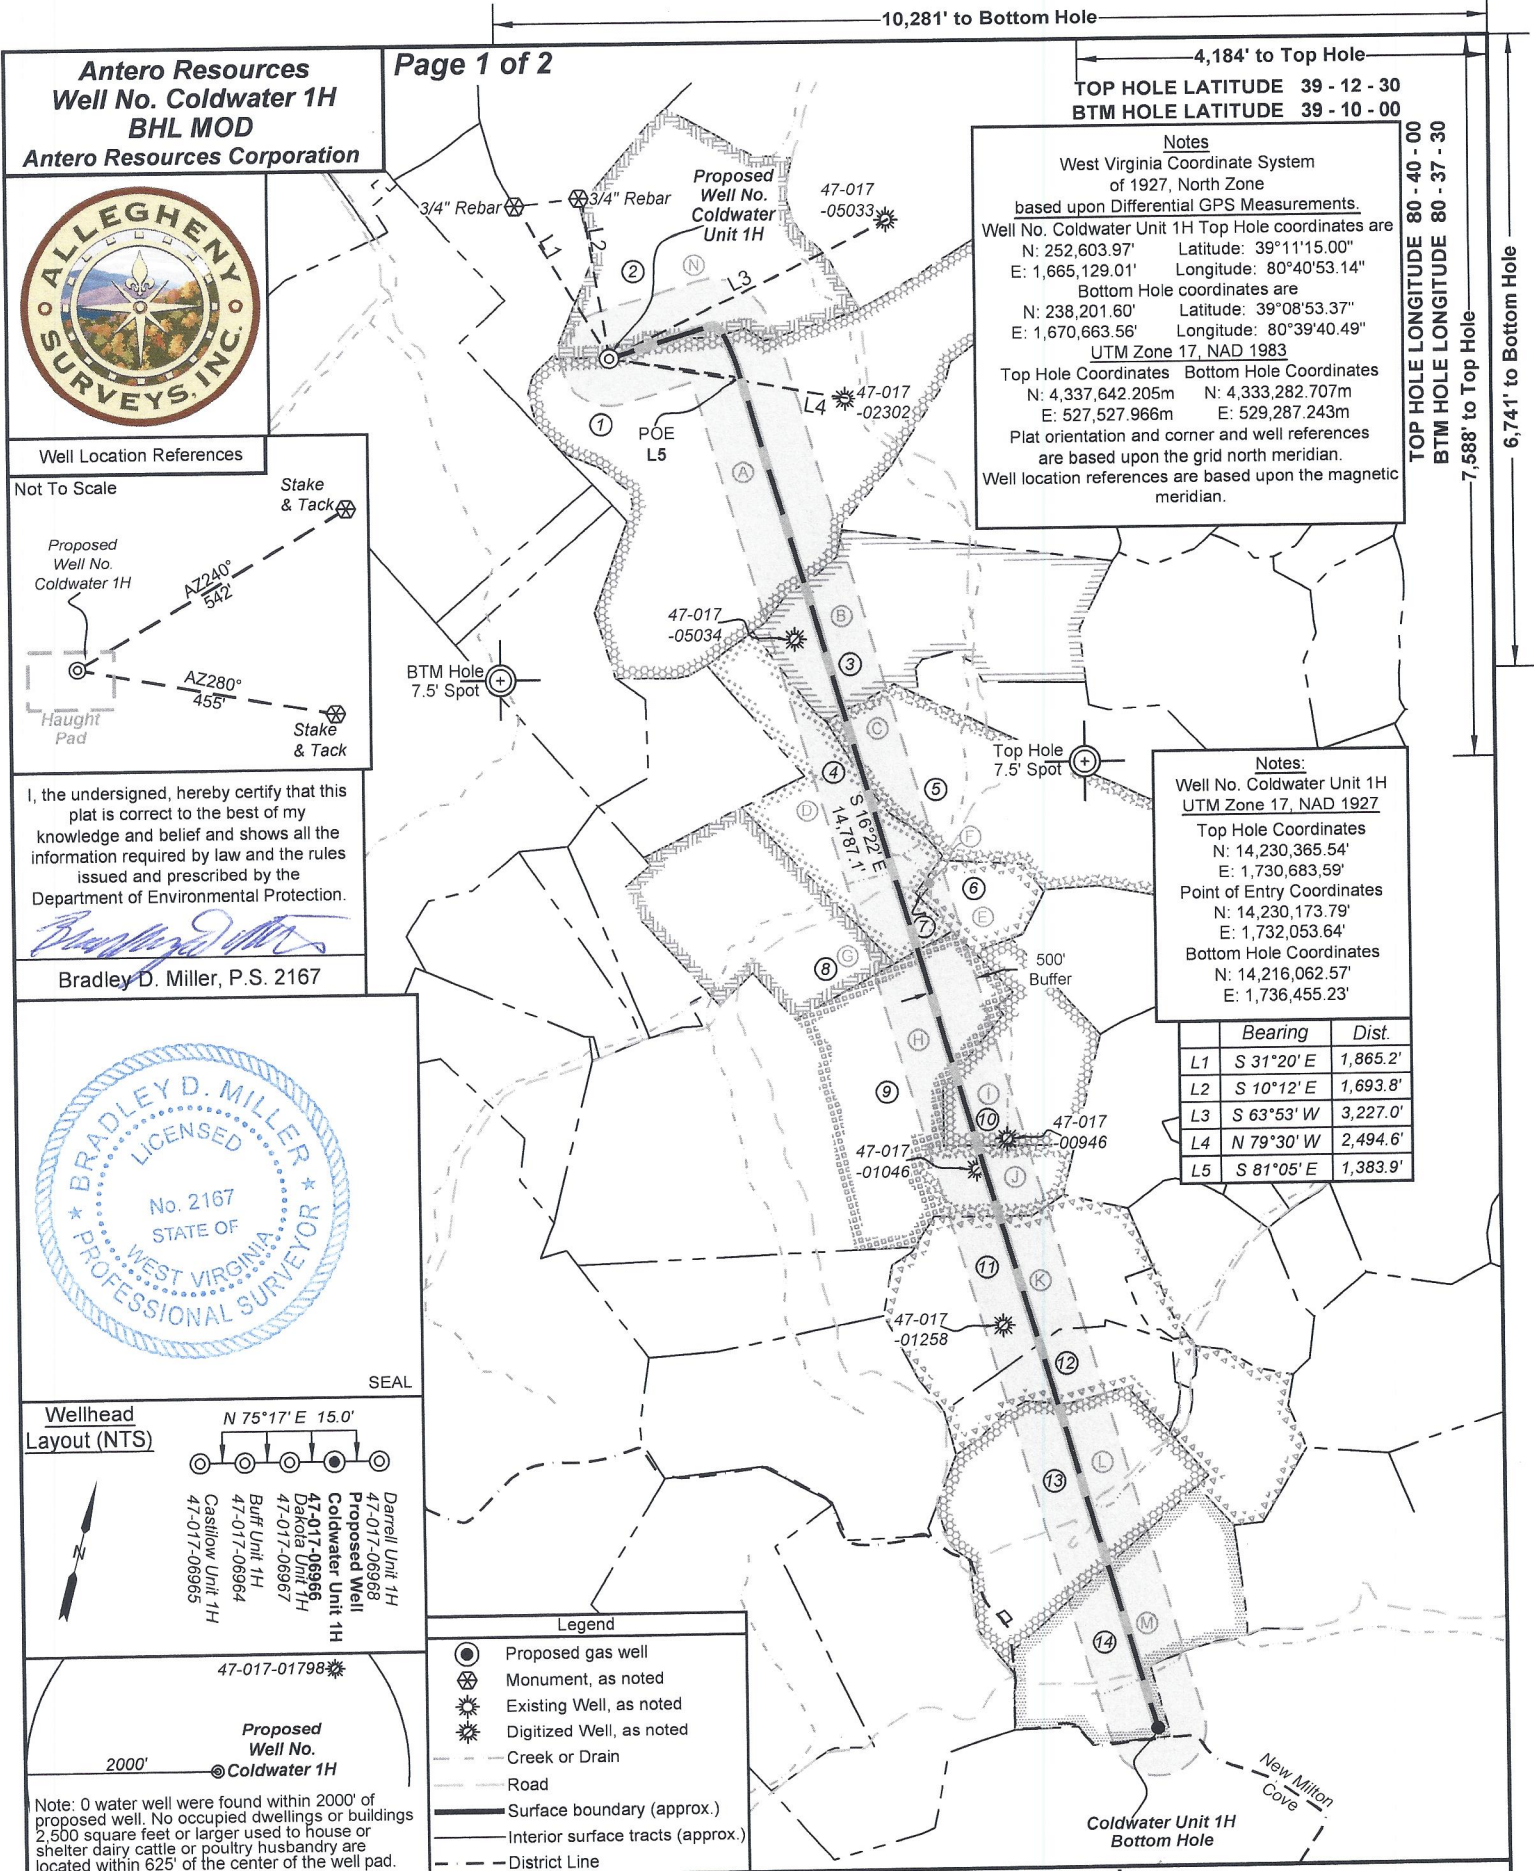 10,281' to Bottom Hole
4,184' to Top Hole
Page 1 of 2
Antero Resources
Well No. Coldwater 1H
BHL MOD
Antero Resources Corporation
TOP HOLE LATITUDE 39 - 12 - 30
BTM HOLE LATITUDE 39 - 10 - 00
TOP HOLE LONGITUDE 80 - 40 - 00
BTM HOLE LONGITUDE 80 - 37 - 30
7,588' to Top Hole
6,741' to Bottom Hole
ALLEGHENY
SURVEYS, INC.
Notes
West Virginia Coordinate System
of 1927, North Zone
based upon Differential GPS Measurements.
Well No. Coldwater Unit 1H Top Hole coordinates are
N: 252,603.97' Latitude: 39°11'15.00"
E: 1,665,129.01' Longitude: 80°40'53.14"
Bottom Hole coordinates are
N: 238,201.60' Latitude: 39°08'53.37"
E: 1,670,663.56' Longitude: 80°39'40.49"
UTM Zone 17, NAD 1983
Top Hole Coordinates Bottom Hole Coordinates
N: 4,337,642.205m N: 4,333,282.707m
E: 527,527.966m E: 529,287.243m
Plat orientation and corner and well references
are based upon the grid north meridian.
Well location references are based upon the magnetic
meridian.
3/4" Rebar
3/4" Rebar
Proposed
Well No.
Coldwater
Unit 1H
47-017
-05033
L1
L2
L3
2
N
L4
47-017
-02302
1
POE
L5
A
Well Location References
Not To Scale
Stake
& Tack
Proposed
Well No.
Coldwater 1H
AZ240°
542'
AZ280°
455'
Haught
Pad
Stake
& Tack
47-017
-05034
B
3
BTM Hole
7.5' Spot
C
Top Hole
7.5' Spot
4
5
D
S 16°22' E
14,787.1'
F
6
E
7
8
G
500'
Buffer
H
9
I
10
47-017
-00946
47-017
-01046
J
11
K
47-017
-01258
12
13
L
14
M
Coldwater Unit 1H
Bottom Hole
New Milton
Cove
I, the undersigned, hereby certify that this
plat is correct to the best of my
knowledge and belief and shows all the
information required by law and the rules
issued and prescribed by the
Department of Environmental Protection.
Bradley D. Miller, P.S. 2167
BRADLEY D. MILLER
LICENSED
No. 2167
STATE OF
WEST VIRGINIA
PROFESSIONAL SURVEYOR
SEAL
Notes:
Well No. Coldwater Unit 1H
UTM Zone 17, NAD 1927
Top Hole Coordinates
N: 14,230,365.54'
E: 1,730,683,59'
Point of Entry Coordinates
N: 14,230,173.79'
E: 1,732,053.64'
Bottom Hole Coordinates
N: 14,216,062.57'
E: 1,736,455.23'
Bearing Dist.
L1 S 31°20' E 1,865.2'
L2 S 10°12' E 1,693.8'
L3 S 63°53' W 3,227.0'
L4 N 79°30' W 2,494.6'
L5 S 81°05' E 1,383.9'
Wellhead
Layout (NTS)
N 75°17' E 15.0'
N
Darrell Unit 1H
47-017-06968
Proposed Well
Coldwater Unit 1H
47-017-06966
Dakota Unit 1H
47-017-06967
Buff Unit 1H
47-017-06964
Castilow Unit 1H
47-017-06965
47-017-01798
Proposed
Well No.
Coldwater 1H
2000'
Note: 0 water well were found within 2000' of
proposed well. No occupied dwellings or buildings
2,500 square feet or larger used to house or
shelter dairy cattle or poultry husbandry are
located within 625' of the center of the well pad.
Legend
Proposed gas well
Monument, as noted
Existing Well, as noted
Digitized Well, as noted
Creek or Drain
Road
Surface boundary (approx.)
Interior surface tracts (approx.)
District Line